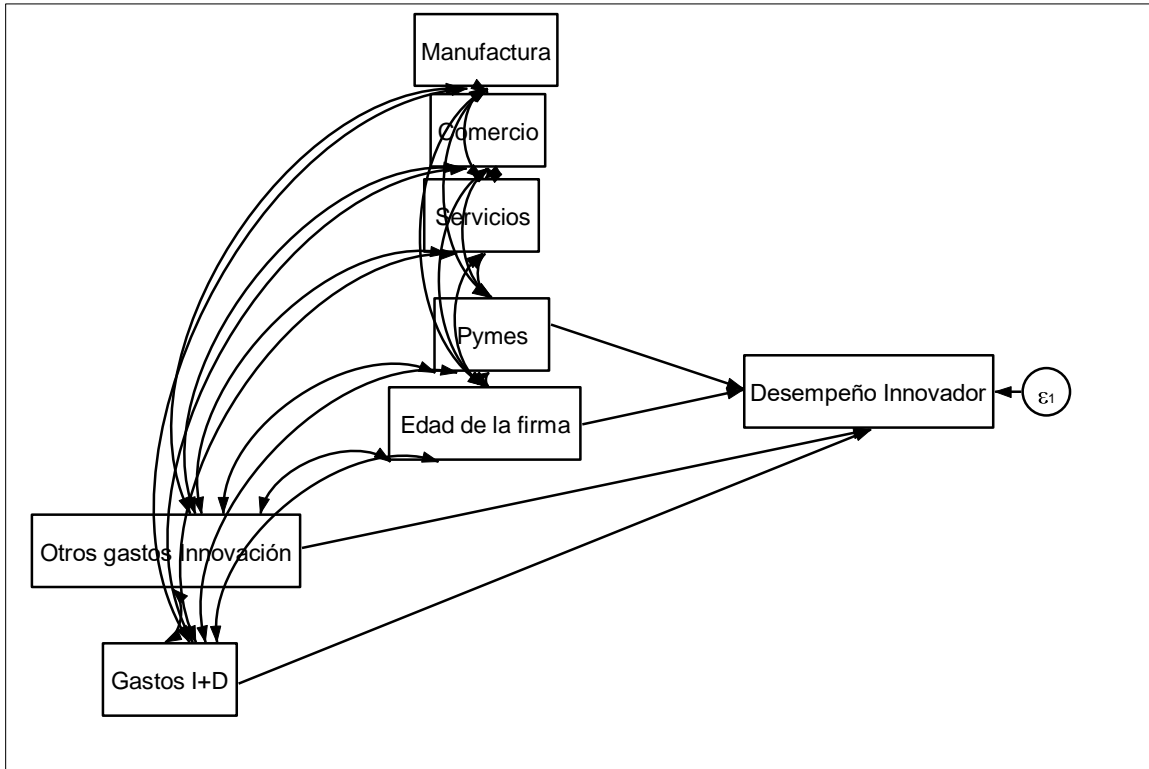 Manufactura
Comercio
Servicios
Pymes
Edad de la firma
Desempeño Innovador
ε1
Otros gastos Innovación
Gastos I+D